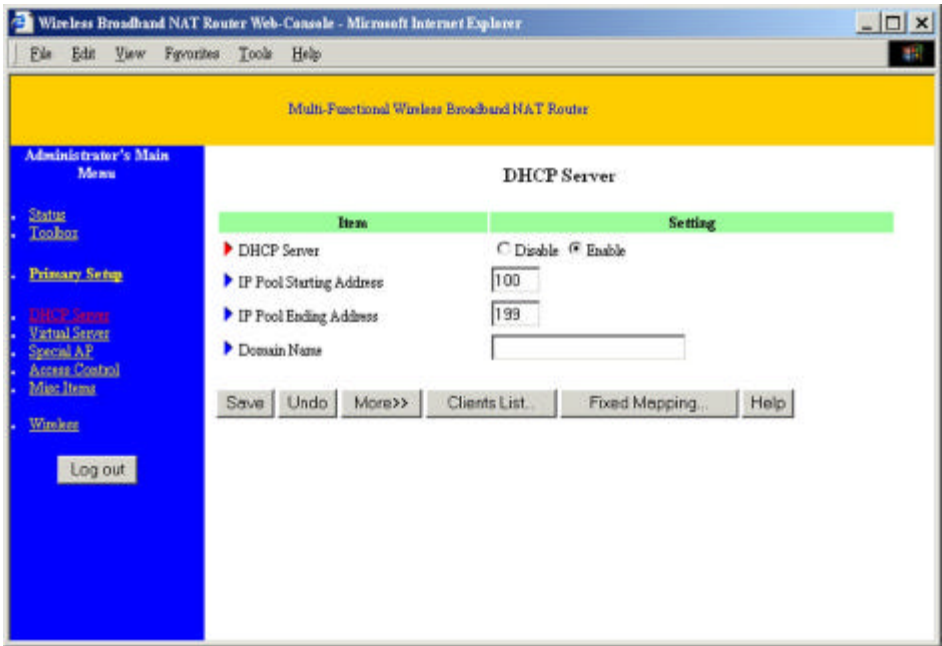 Wireless Broadband NAT Router Web-Console - Microsoft Internet Explorer
File Edit View Favorites Tools Help
Multi-Functional Wireless Broadband NAT Router
Administrator's Main
Menu
Status
Toolbox
Primary Setup
DHCP Server
Virtual Server
Special AP
Access Control
Misc Items
Wireless
Log out
DHCP Server
Item Setting
DHCP Server Disable Enable
IP Pool Starting Address 100
IP Pool Ending Address 199
Domain Name
Save Undo More>> Clients List... Fixed Mapping... Help